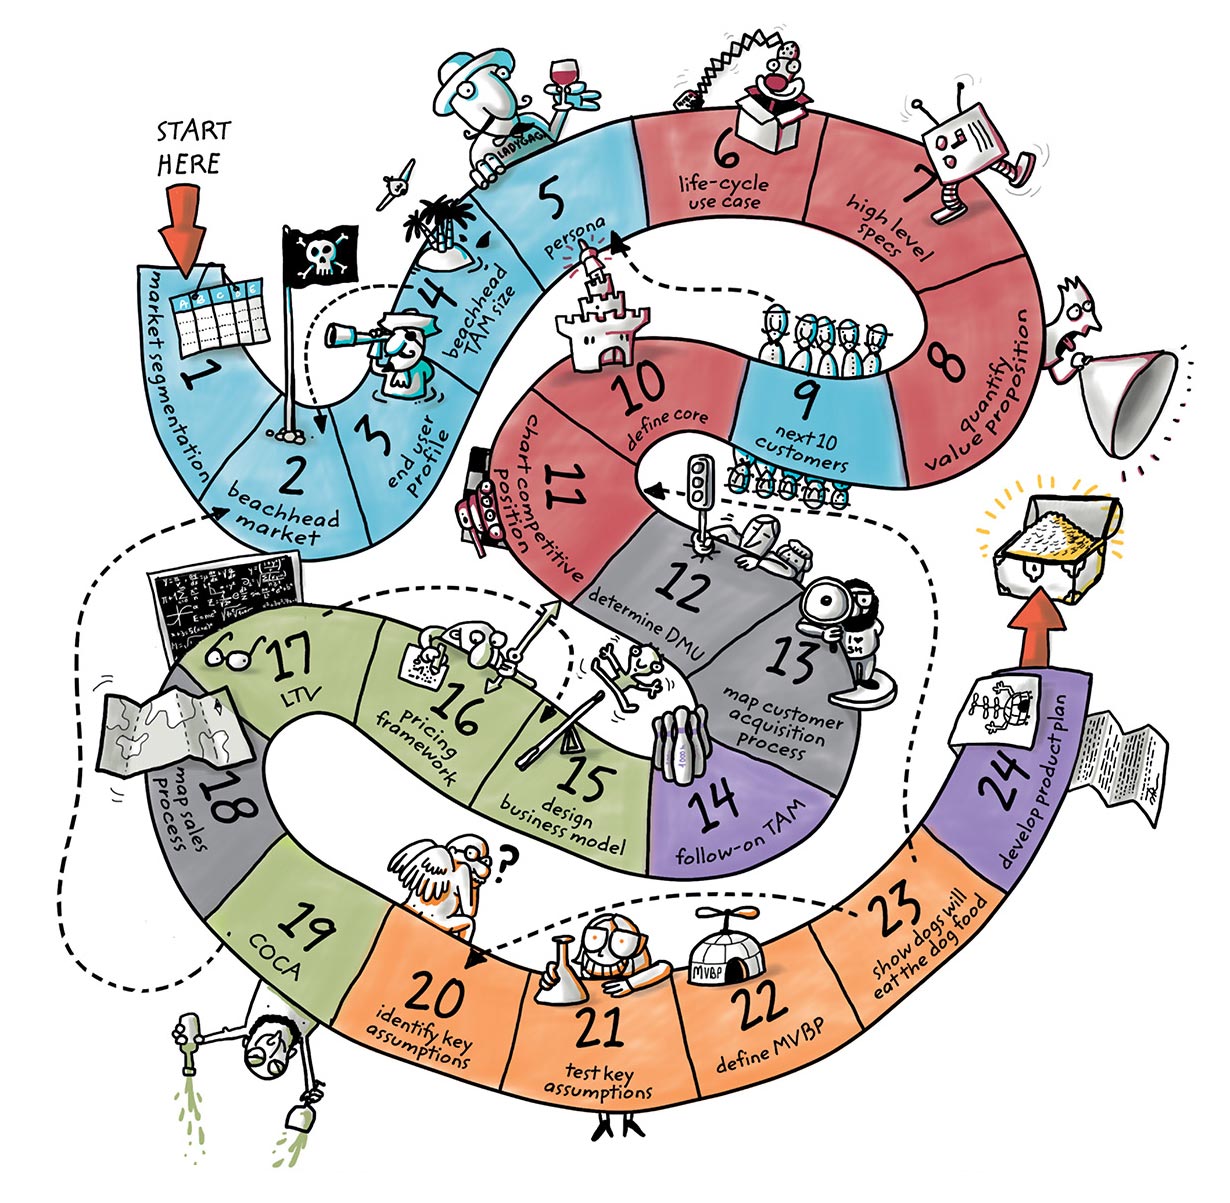 START
HERE
A B C D E
1
market segmentation
2
beachhead
market
3
end user
profile
4
beachhead
TAM size
LADYGAGA
5
persona
6
life-cycle
use case
7
high level
specs
8
quantify
value proposition
9
next 10
customers
10
define core
11
chart competitive
position
12
determine DMU
13
map customer
acquisition
process
14
follow-on TAM
15
design
business model
16
pricing
framework
17
LTV
18
map sales
process
19
COCA
?
20
identify key
assumptions
21
test key
assumptions
MVBP
22
define MVBP
23
show dogs will
eat the dog food
24
develop product plan